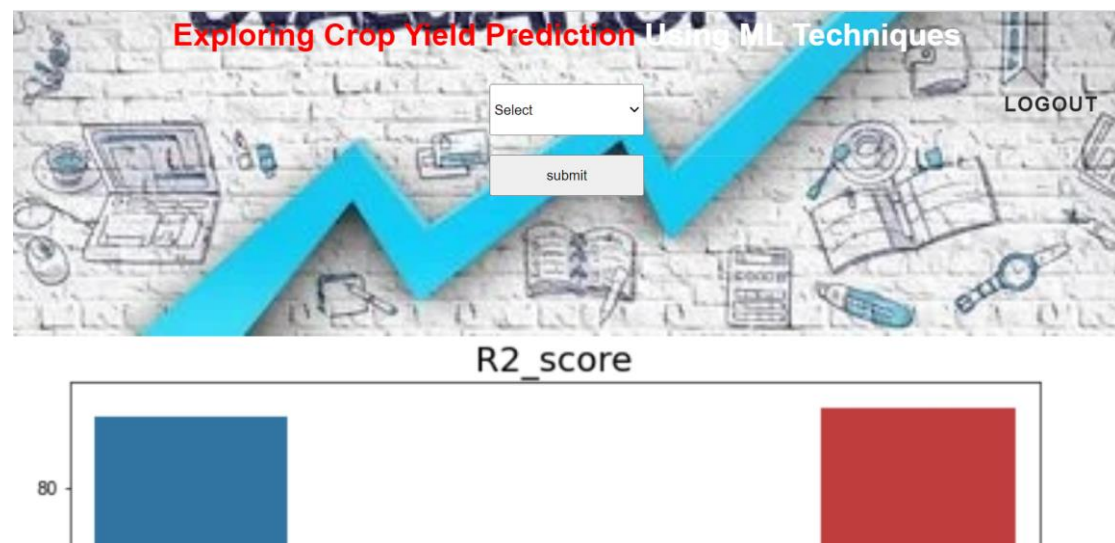 Exploring Crop Yield Prediction Using ML Techniques
Select
LOGOUT
submit
R2_score
80